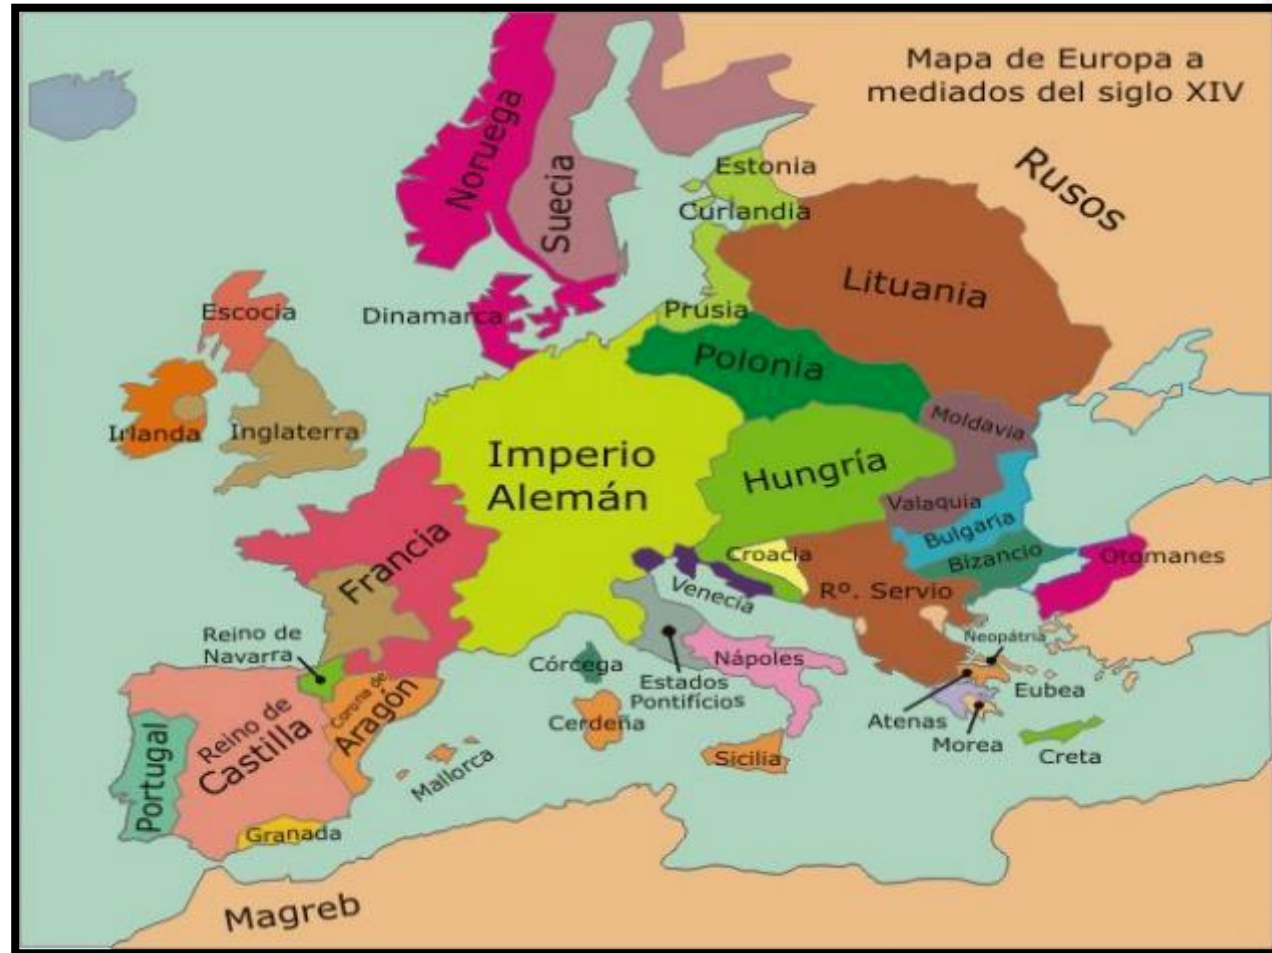 Mapa de Europa a
mediados del siglo XIV
Noruega
Suecia
Estonia
Rusos
Curlandia
Lituania
Escocia
Dinamarca
Prusia
Polonia
Irlanda
Inglaterra
Imperio
Alemán
Hungría
Moldavia
Valaquia
Bulgaria
Francia
Croacia
Bizancio
Otomanes
Venecia
Rº. Servio
Reino de
Navarra
Neopátria
Córcega
Nápoles
Estados
Pontifícios
Eubea
Corona de
Aragón
Reino de
Castilla
Portugal
Cerdeña
Atenas
Morea
Creta
Mallorca
Sicilia
Granada
Magreb